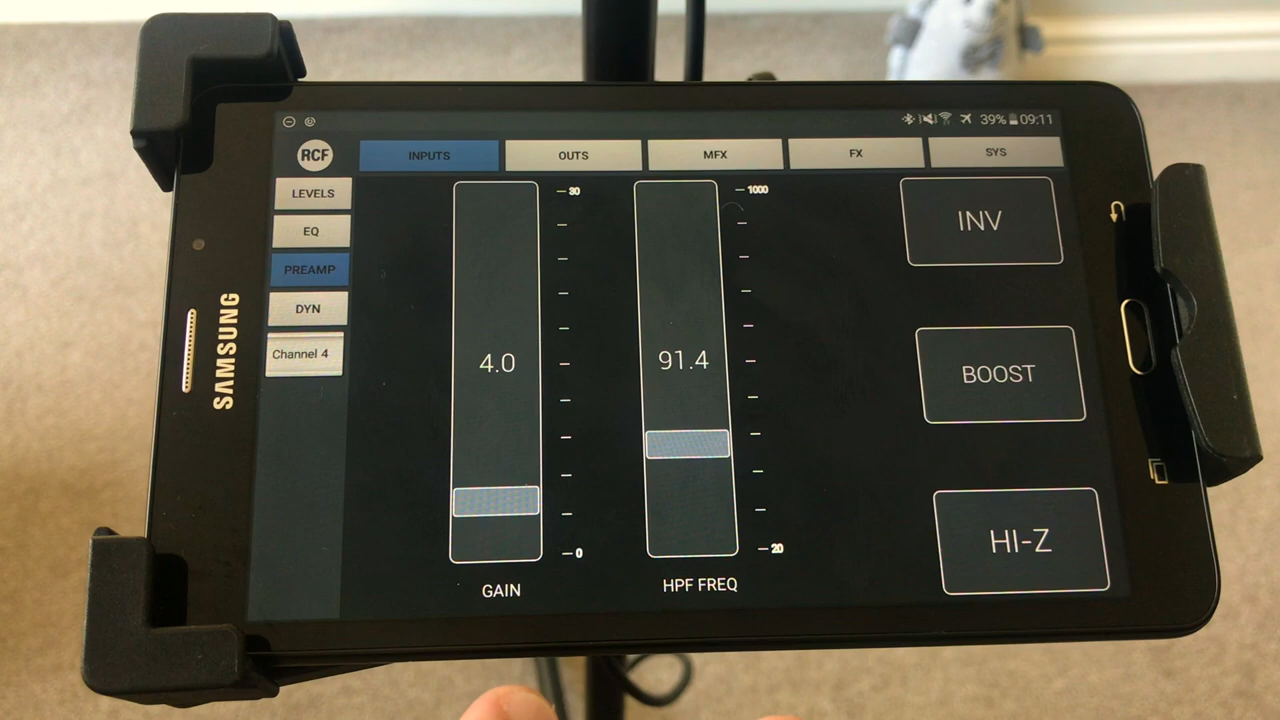 39% 09:11
RCF
INPUTS
OUTS
MFX
FX
SYS
LEVELS
EQ
PREAMP
DYN
Channel 4
30
4.0
0
GAIN
1000
91.4
20
HPF FREQ
INV
BOOST
HI-Z
SAMSUNG